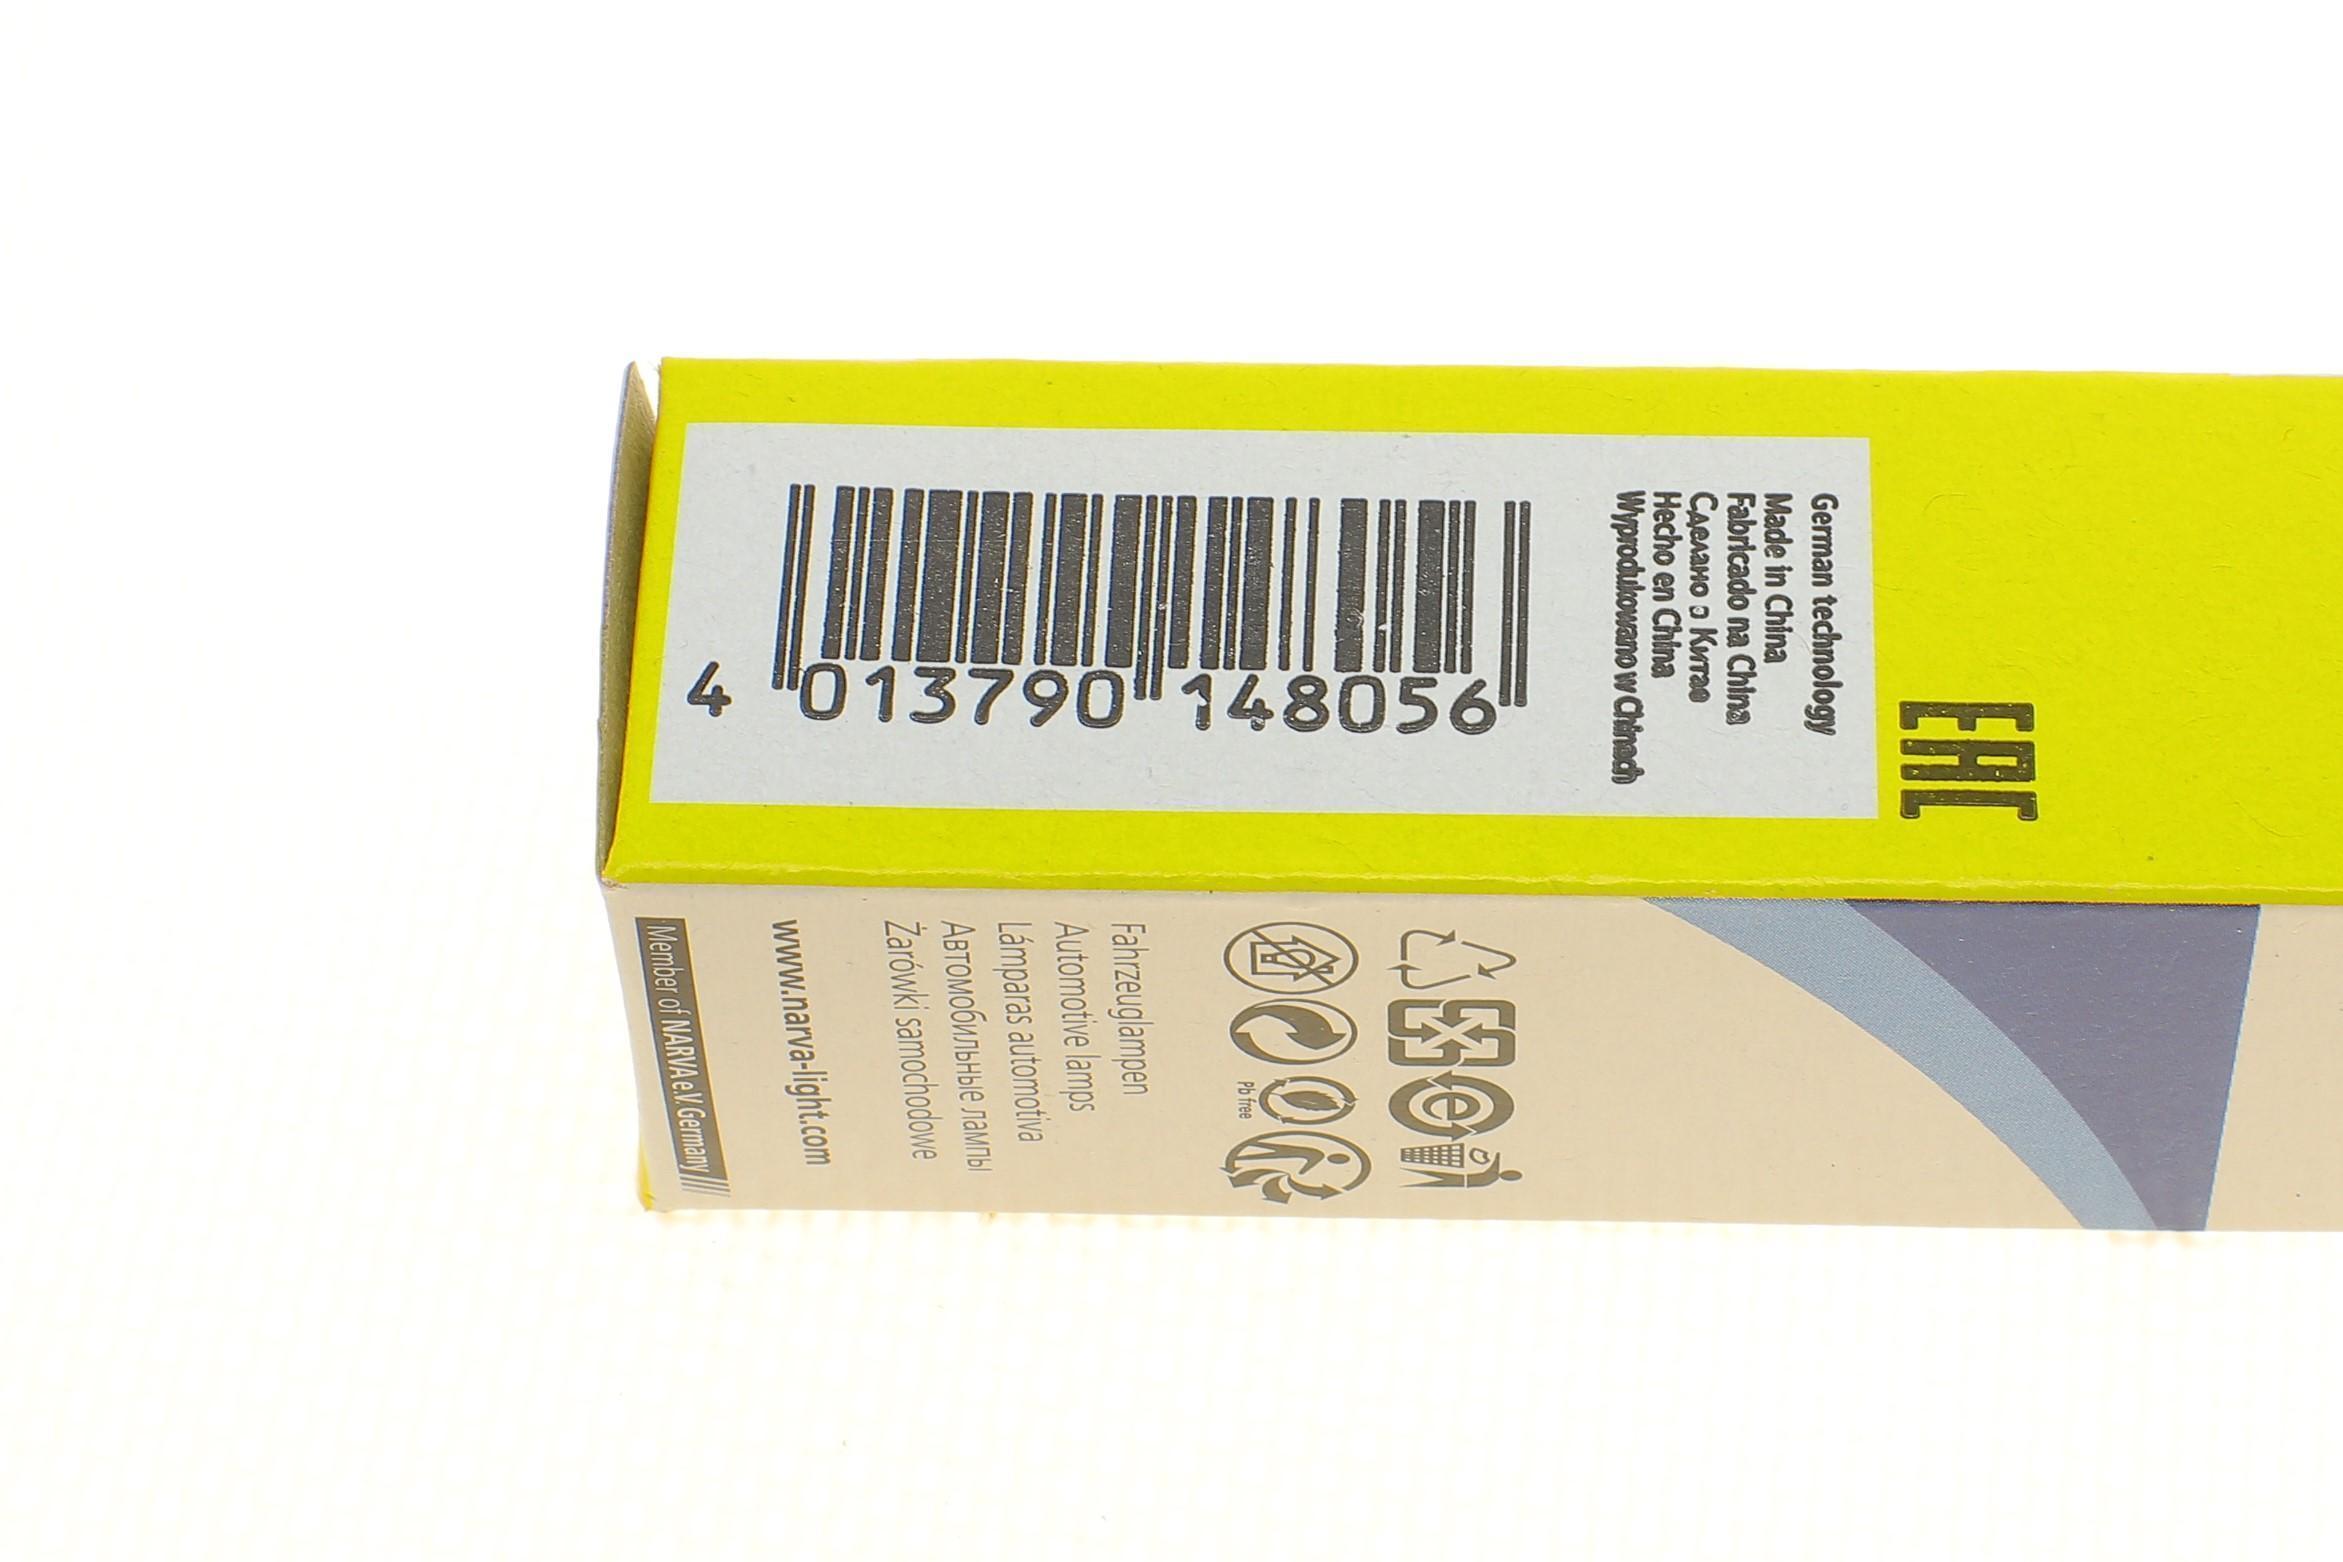 4 013790 148056
German technology
Made in China
Fabricado na China
Сделано в Китае
Hecho en China
Wyprodukowano w Chinach
EAC
Fahrzeuglampen
Automotive lamps
Lámparas automotiva
Автомобильные лампы
Żarówki samochodowe
www.narva-light.com
Member of NARVA e.V. Germany
Pb free
e